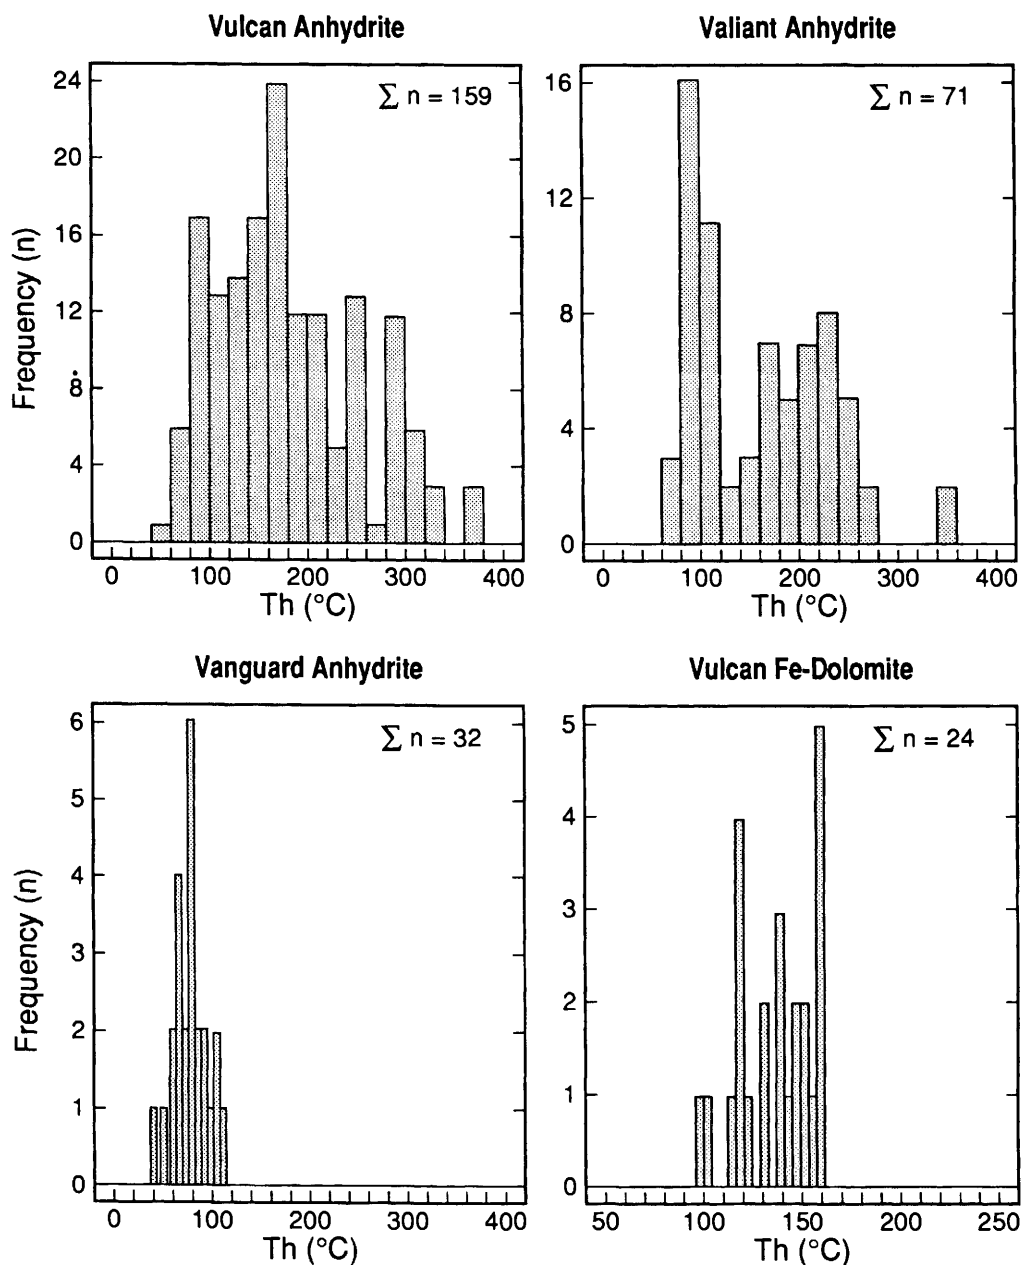 Vulcan Anhydrite
Σ n = 159
24
20
16
12
8
4
0
Frequency (n)
0 100 200 300 400
Th (°C)
Valiant Anhydrite
Σ n = 71
16
12
8
4
0
0 100 200 300 400
Th (°C)
Vanguard Anhydrite
Σ n = 32
6
5
4
3
2
1
0
Frequency (n)
0 100 200 300 400
Th (°C)
Vulcan Fe-Dolomite
Σ n = 24
5
4
3
2
1
0
50 100 150 200 250
Th (°C)